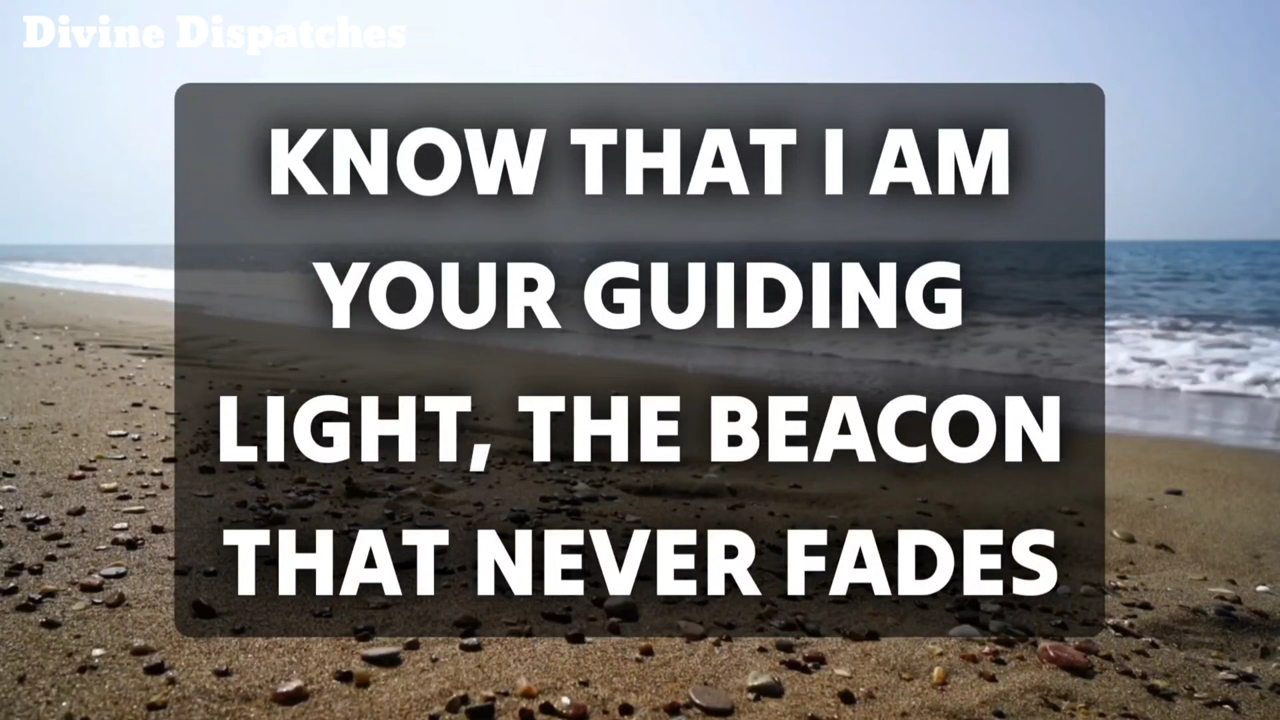 Divine Dispatches
KNOW THAT I AM
YOUR GUIDING
LIGHT, THE BEACON
THAT NEVER FADES